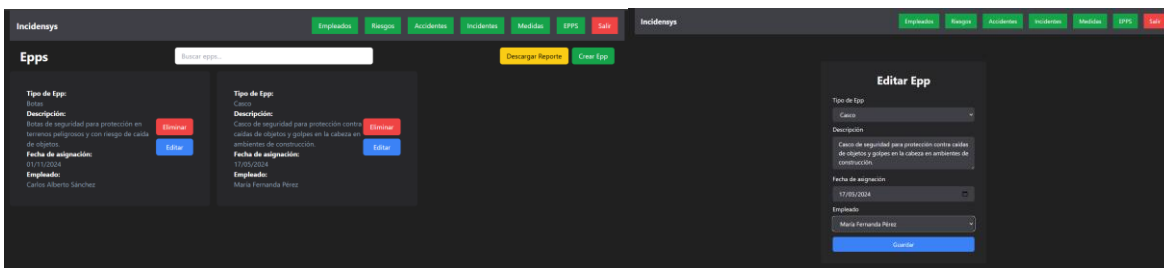 Incidensys
Empleados Riesgos Accidentes Incidentes Medidas EPPS Salir
Epps
Buscar epps...
Descargar Reporte Crear Epp
Tipo de Epp:
Botas
Descripción:
Botas de seguridad para protección en
terrenos peligrosos y con riesgo de caída
de objetos.
Fecha de asignación:
01/11/2024
Empleado:
Carlos Alberto Sánchez
Eliminar
Editar
Tipo de Epp:
Casco
Descripción:
Casco de seguridad para protección contra
caídas de objetos y golpes en la cabeza en
ambientes de construcción.
Fecha de asignación:
17/05/2024
Empleado:
María Fernanda Pérez
Eliminar
Editar
Incidensys
Empleados Riesgos Accidentes Incidentes Medidas EPPS Salir
Editar Epp
Tipo de Epp
Casco
Descripción
Casco de seguridad para protección contra caídas
de objetos y golpes en la cabeza en ambientes de
construcción.
Fecha de asignación
17/05/2024
Empleado
María Fernanda Pérez
Guardar